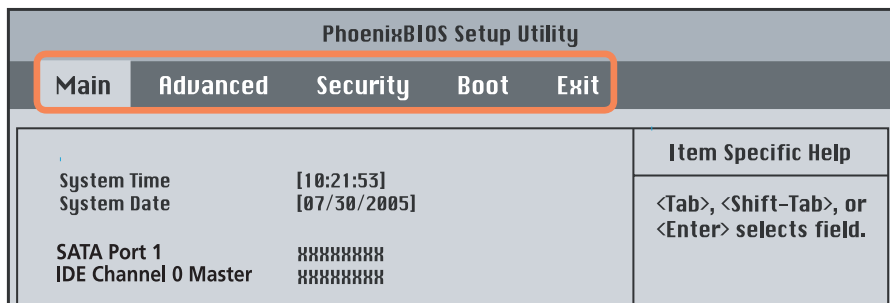 PhoenixBIOS Setup Utility
Main Advanced Security Boot Exit
Item Specific Help
System Time [10:21:53]
System Date [07/30/2005]
<Tab>, <Shift-Tab>, or
<Enter> selects field.
SATA Port 1 XXXXXXXX
IDE Channel 0 Master XXXXXXXX